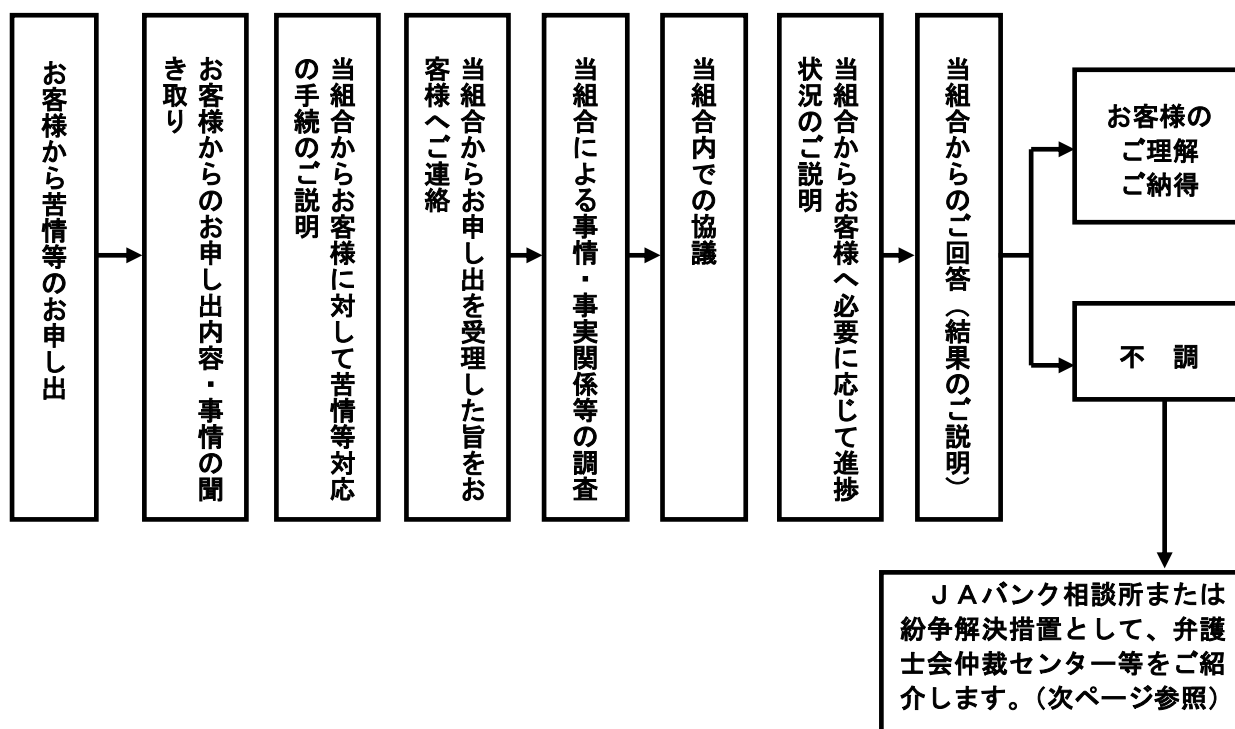 お客様から苦情等のお申し出
お客様からのお申し出内容・事情の聞
き取り
当組合からお客様に対して苦情等対応
の手続のご説明
当組合からお申し出を受理した旨をお
客様へご連絡
当組合による事情・事実関係等の調査
当組合内での協議
当組合からお客様へ必要に応じて進捗
状況のご説明
当組合からのご回答（結果のご説明）
お客様の
ご理解
ご納得
不　調
ＪＡバンク相談所または
紛争解決措置として、弁護
士会仲裁センター等をご紹
介します。（次ページ参照）